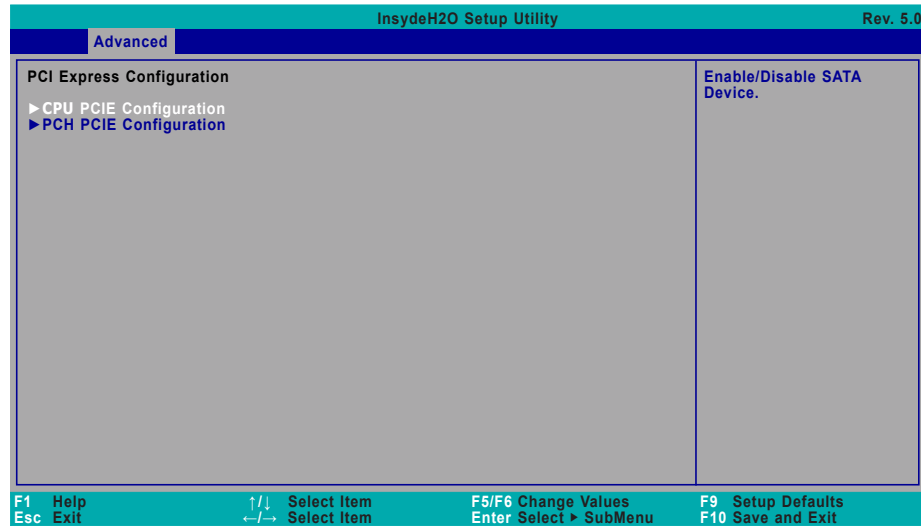 InsydeH2O Setup Utility Rev. 5.0
Advanced
PCI Express Configuration
►CPU PCIE Configuration
►PCH PCIE Configuration
Enable/Disable SATA
Device.
F1 Help ↑/↓ Select Item F5/F6 Change Values F9 Setup Defaults
Esc Exit ←/→ Select Item Enter Select ► SubMenu F10 Save and Exit